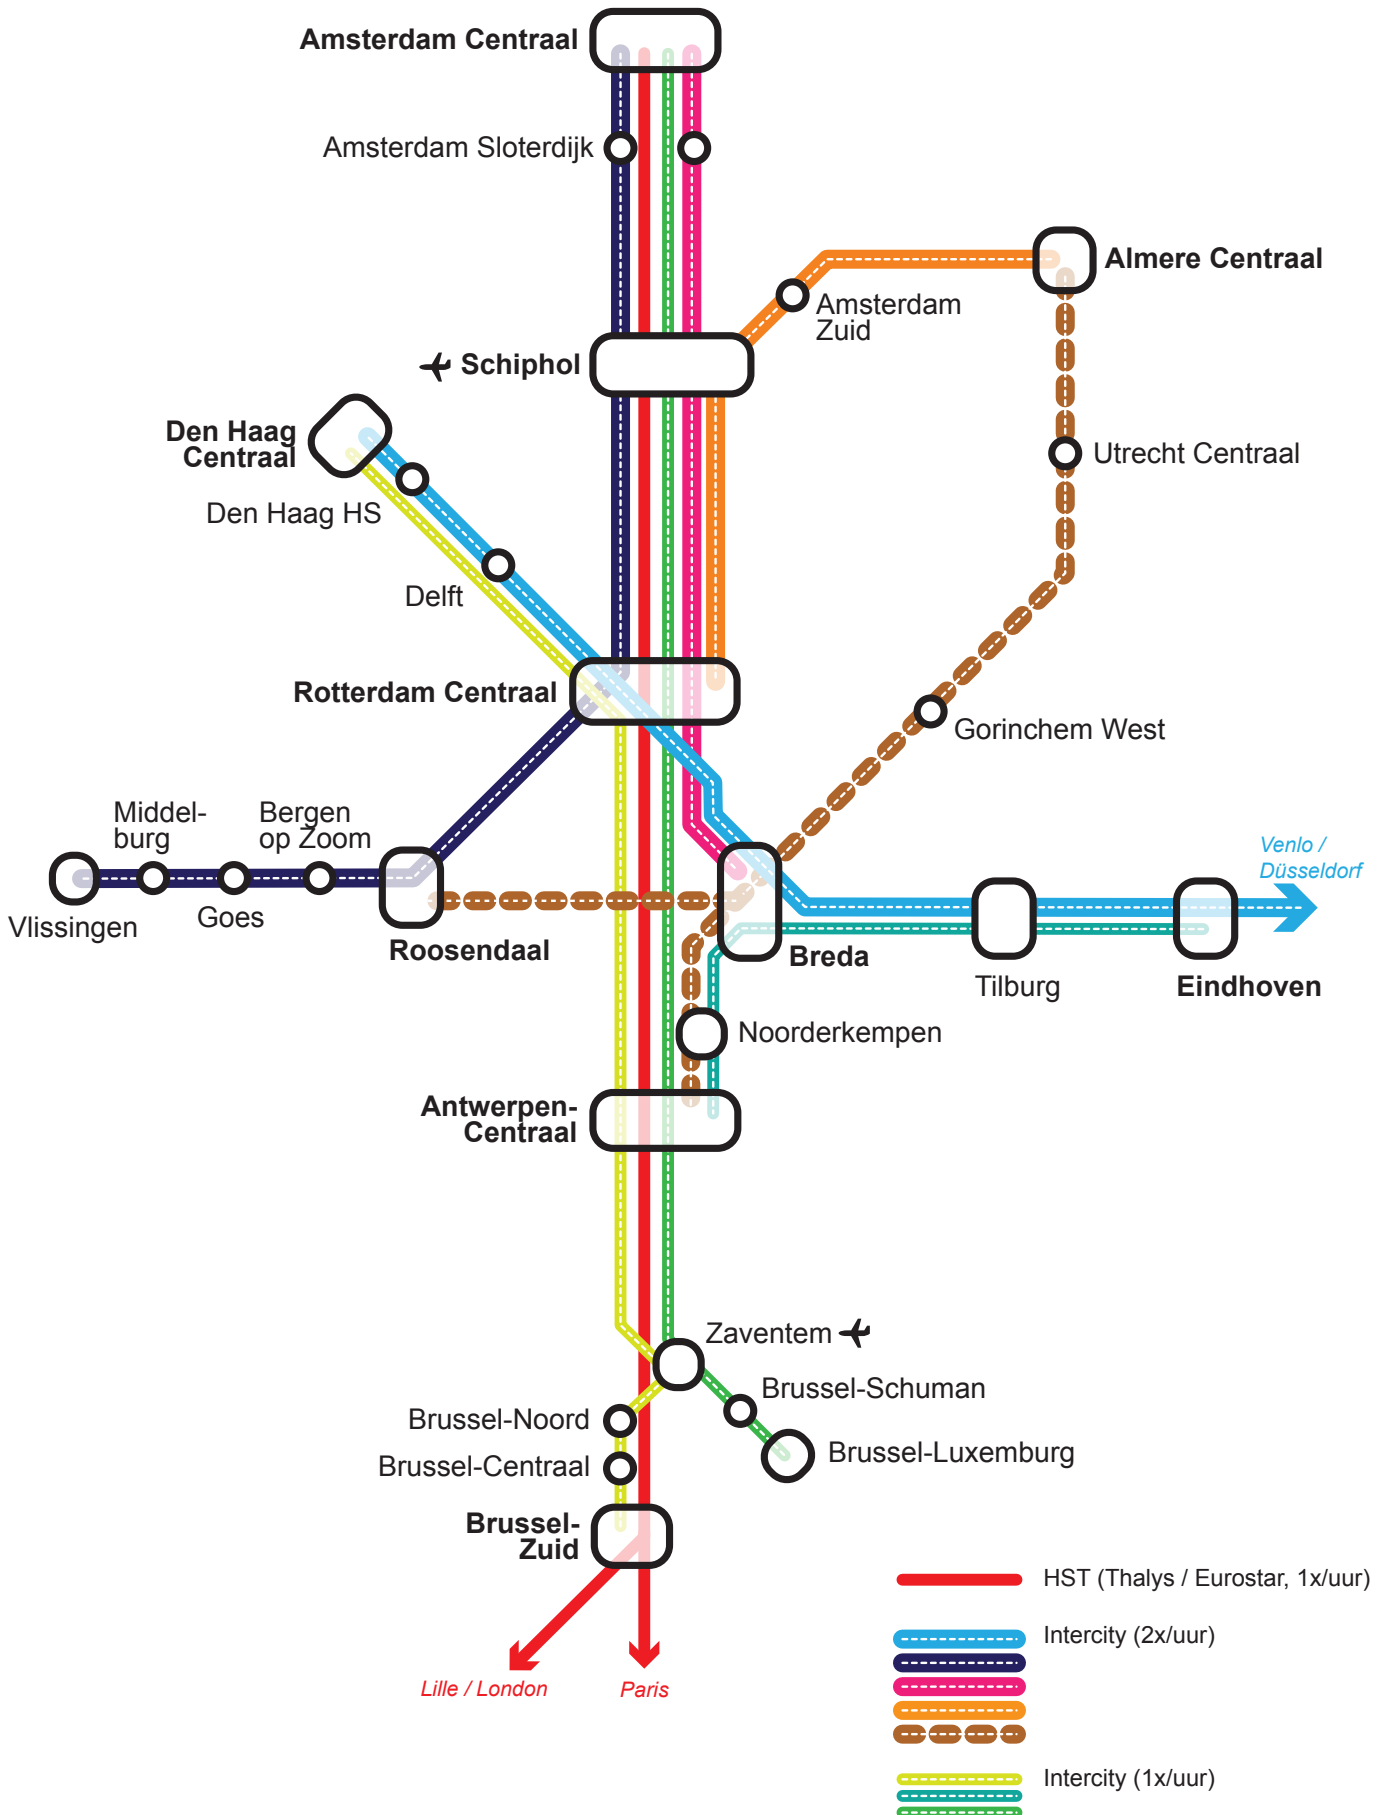 Amsterdam Centraal
Amsterdam Sloterdijk
Almere Centraal
Amsterdam
Zuid
Schiphol
Den Haag
Centraal
Utrecht Centraal
Den Haag HS
Delft
Rotterdam Centraal
Gorinchem West
Middel-
burg
Bergen
op Zoom
Venlo /
Düsseldorf
Vlissingen
Goes
Roosendaal
Breda
Tilburg
Eindhoven
Noorderkempen
Antwerpen-
Centraal
Zaventem
Brussel-Schuman
Brussel-Noord
Brussel-Luxemburg
Brussel-Centraal
Brussel-
Zuid
HST (Thalys / Eurostar, 1x/uur)
Intercity (2x/uur)
Lille / London
Paris
Intercity (1x/uur)